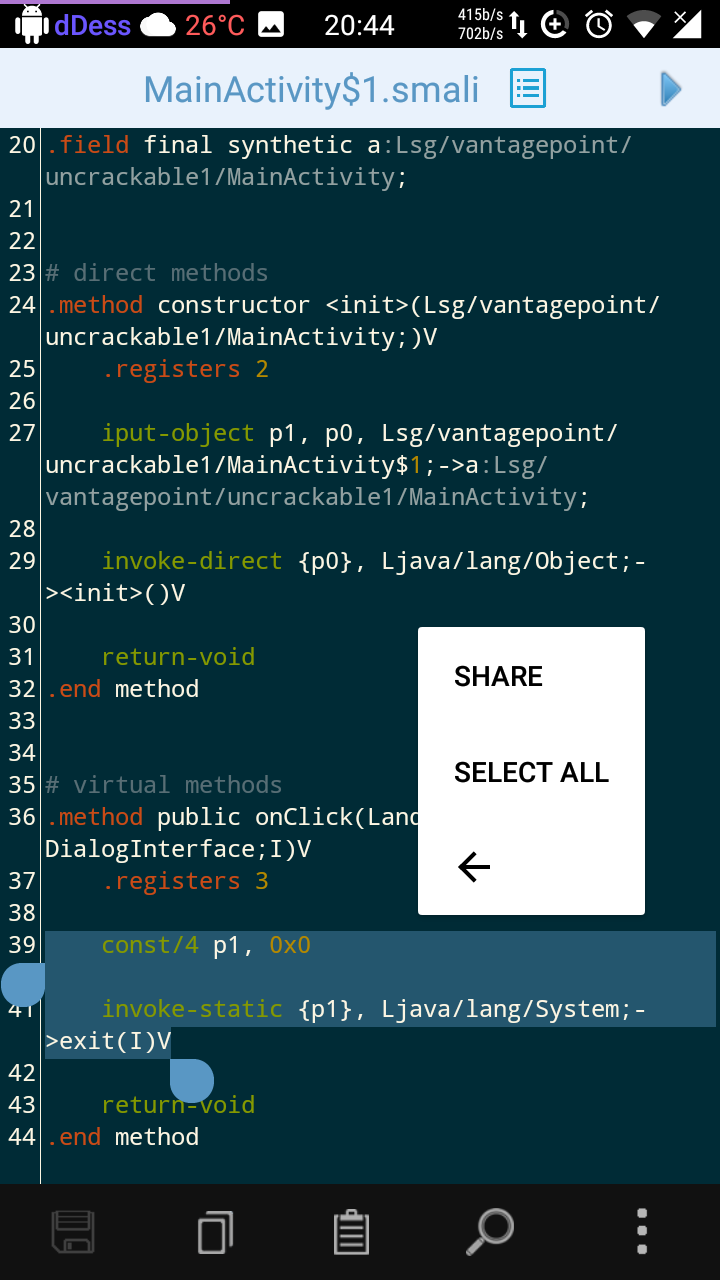 dDess 26°C 20:44 415b/s
702b/s
MainActivity$1.smali
20 .field final synthetic a:Lsg/vantagepoint/
uncrackable1/MainActivity;
21
22
23 # direct methods
24 .method constructor <init>(Lsg/vantagepoint/
uncrackable1/MainActivity;)V
25 .registers 2
26
27 iput-object p1, p0, Lsg/vantagepoint/
uncrackable1/MainActivity$1;->a:Lsg/
vantagepoint/uncrackable1/MainActivity;
28
29 invoke-direct {p0}, Ljava/lang/Object;-
><init>()V
30
31 return-void
32 .end method
33
34
35 # virtual methods
36 .method public onClick(Land
DialogInterface;I)V
37 .registers 3
38
39 const/4 p1, 0x0
41 invoke-static {p1}, Ljava/lang/System;-
>exit(I)V
42
43 return-void
44 .end method
SHARE
SELECT ALL